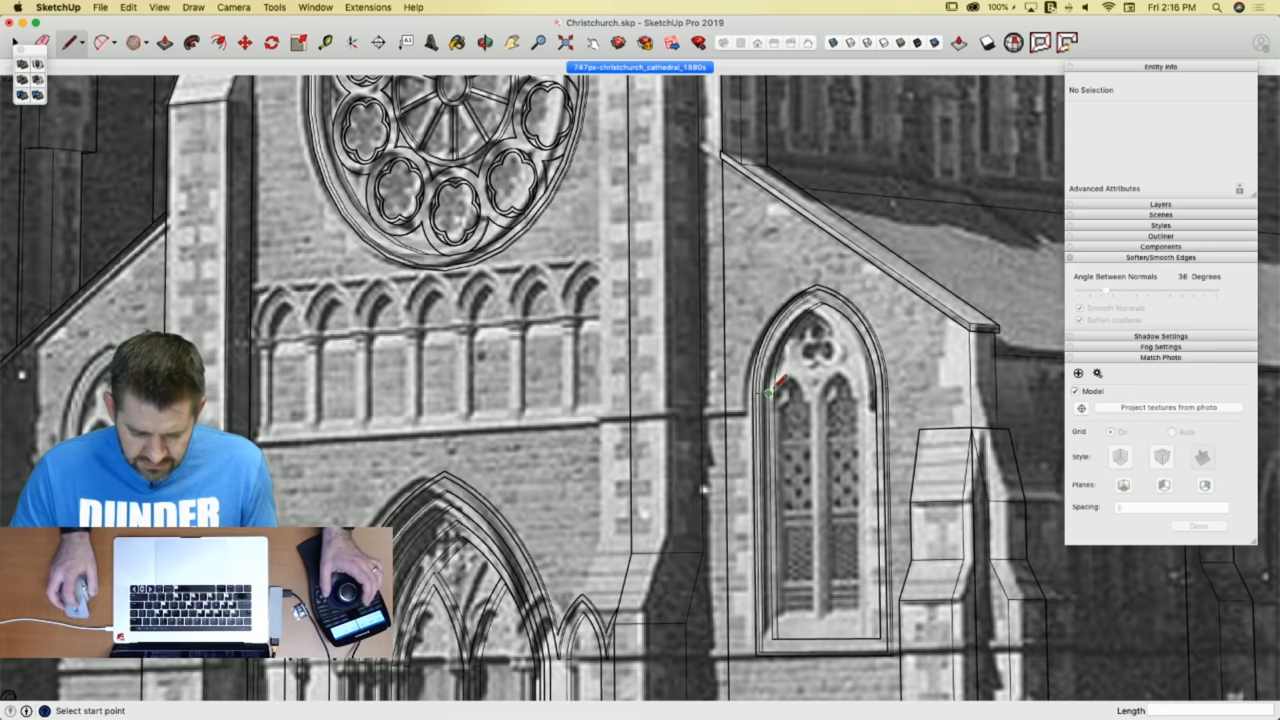 SketchUp File Edit View Draw Camera Tools Window Extensions Help
100% Fri 2:16 PM
Christchurch.skp - SketchUp Pro 2019
747px-christchurch_cathedral_1880s
Entity Info
No Selection
Advanced Attributes
Layers
Scenes
Styles
Outliner
Components
Soften/Smooth Edges
Angle Between Normals 36 Degrees
Smooth Normals
Soften coplanar
Shadow Settings
Fog Settings
Match Photo
Model
Project textures from photo
Grid On Auto
Style:
Planes:
Spacing:
Done
DUNDER
Select start point
Length